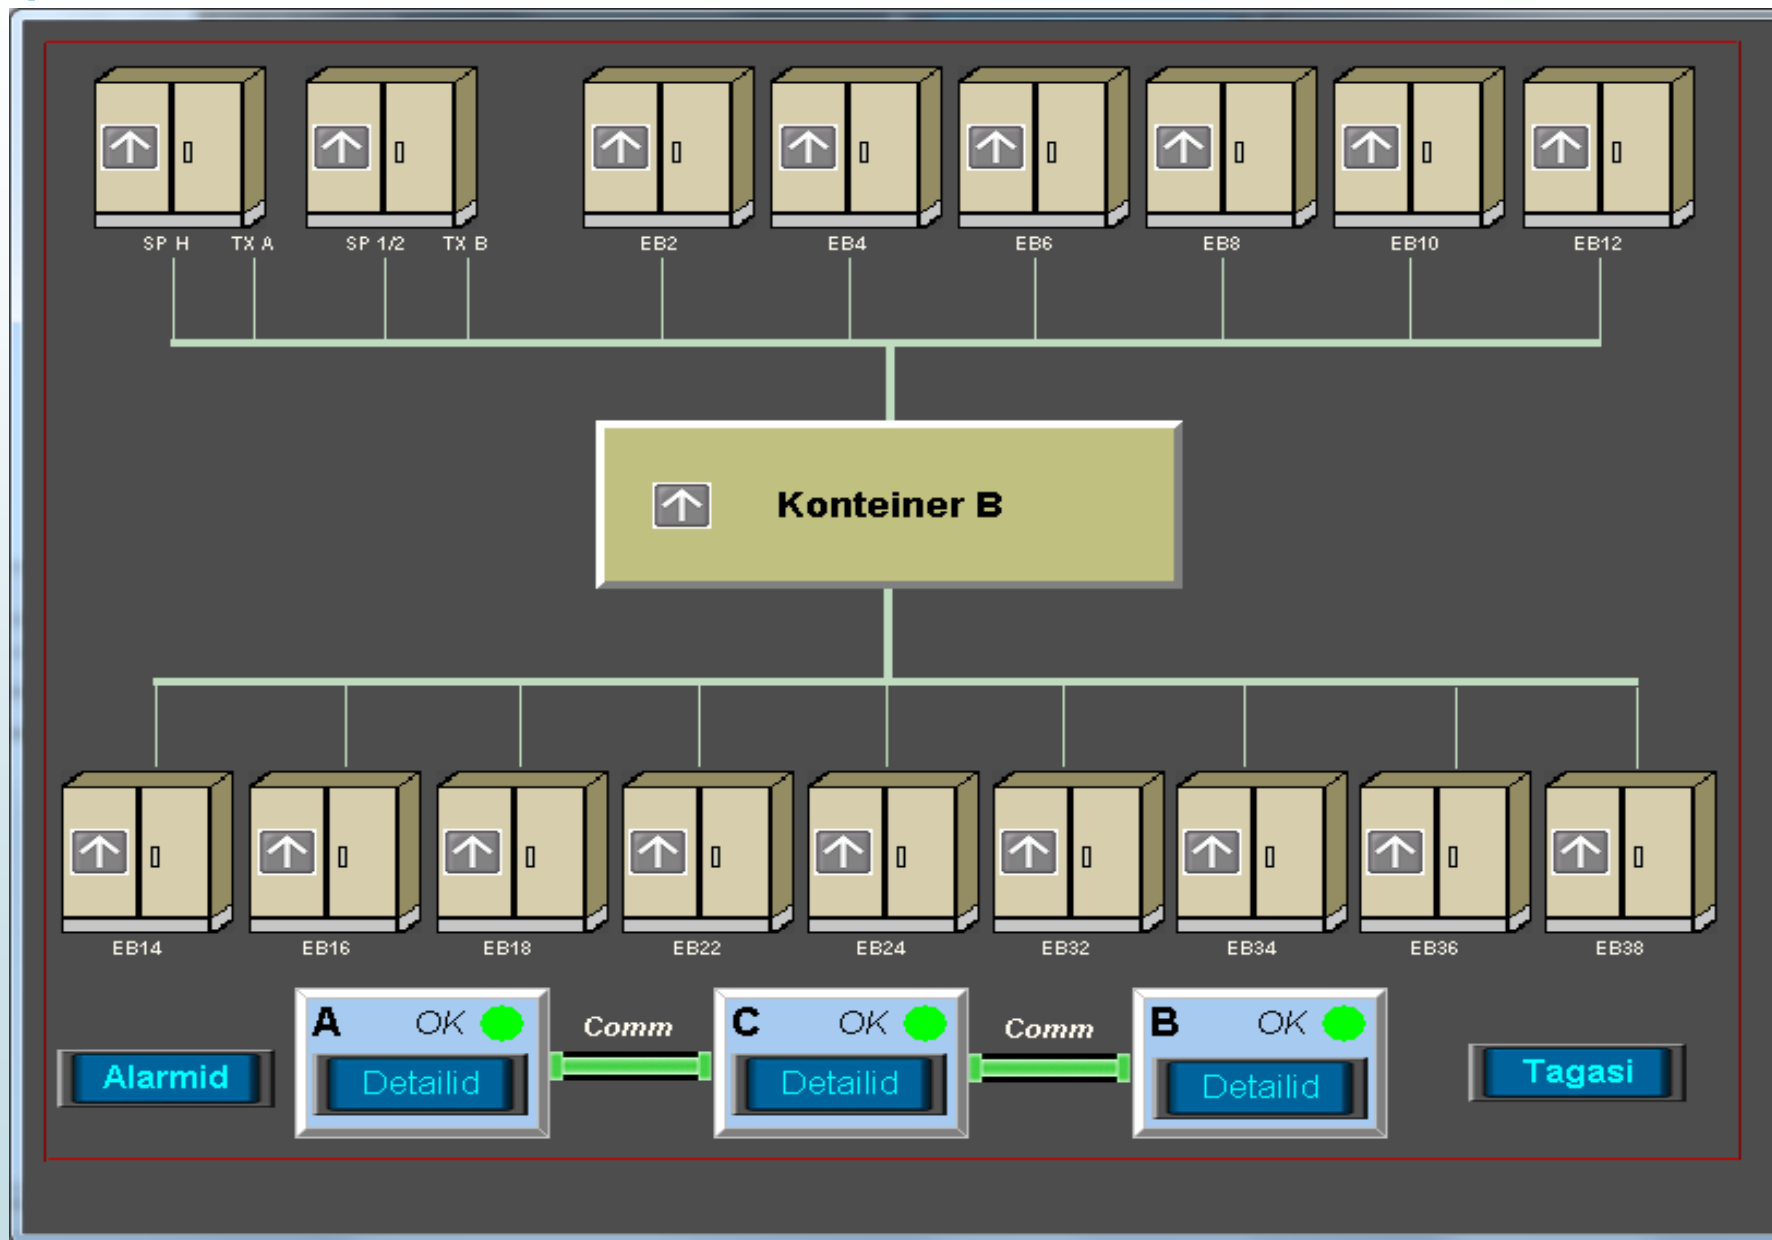 SP H TX A SP 1/2 TX B EB2 EB4 EB6 EB8 EB10 EB12
Konteiner B
EB14 EB16 EB18 EB22 EB24 EB32 EB34 EB36 EB38
A OK Comm C OK Comm B OK
Alarmid Detailid Detailid Detailid Tagasi